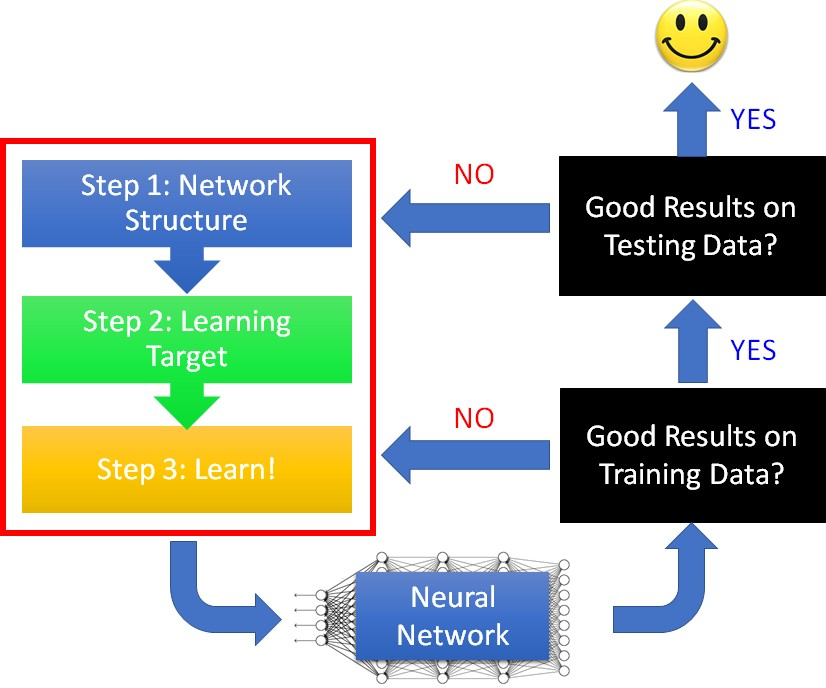 YES
Step 1: Network
Structure
NO
Good Results on
Testing Data?
Step 2: Learning
Target
YES
Step 3: Learn!
NO
Good Results on
Training Data?
Neural
Network